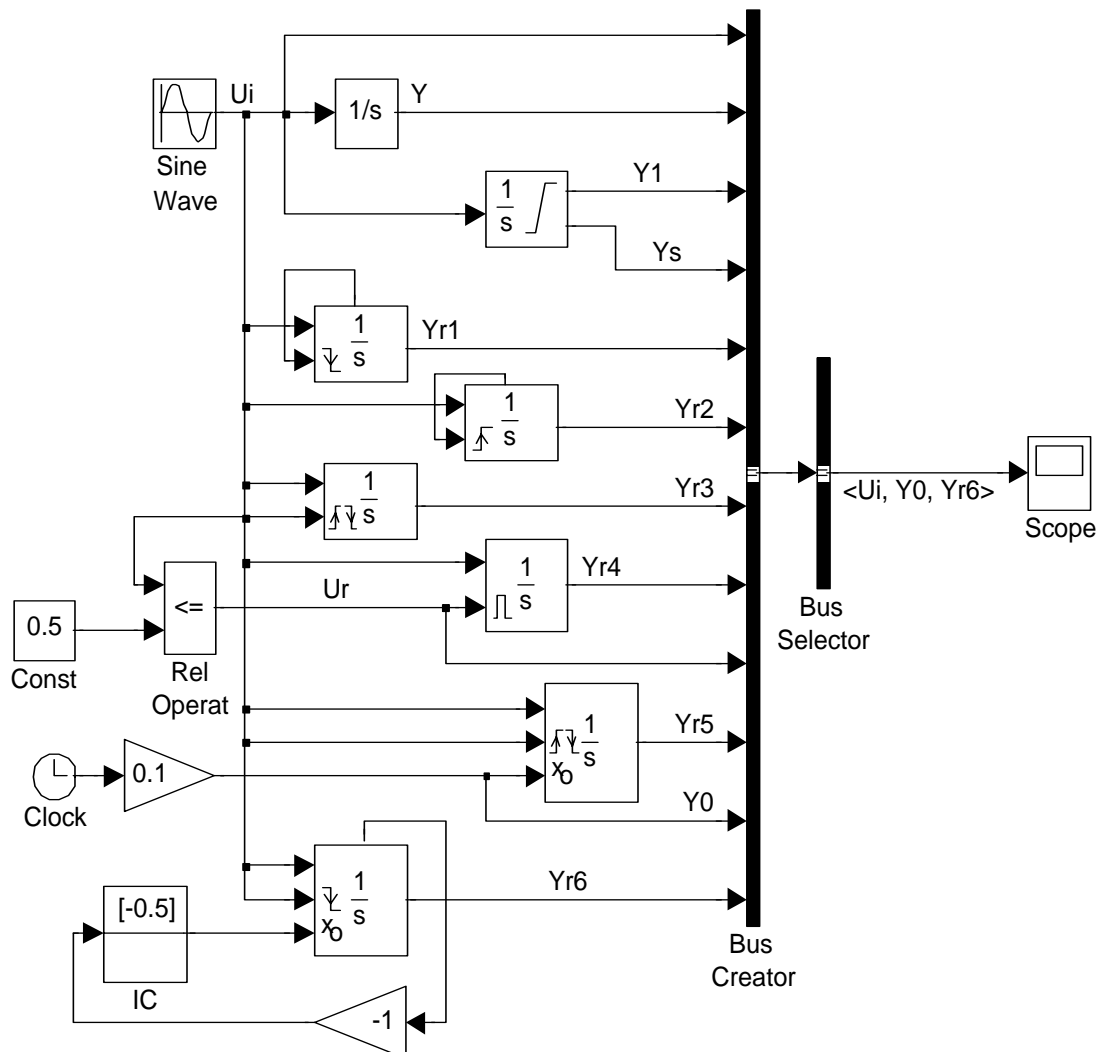 Ui
1/s
Y
Sine
Wave
1
s
Y1
Ys
1
s
Yr1
1
s
Yr2
1
s
Yr3
<Ui, Y0, Yr6>
Scope
1
s
Yr4
Ur
<=
0.5
Const
Rel
Operat
Bus
Selector
1
s
xo
Yr5
0.1
Clock
Y0
1
s
xo
Yr6
[-0.5]
IC
Bus
Creator
-1